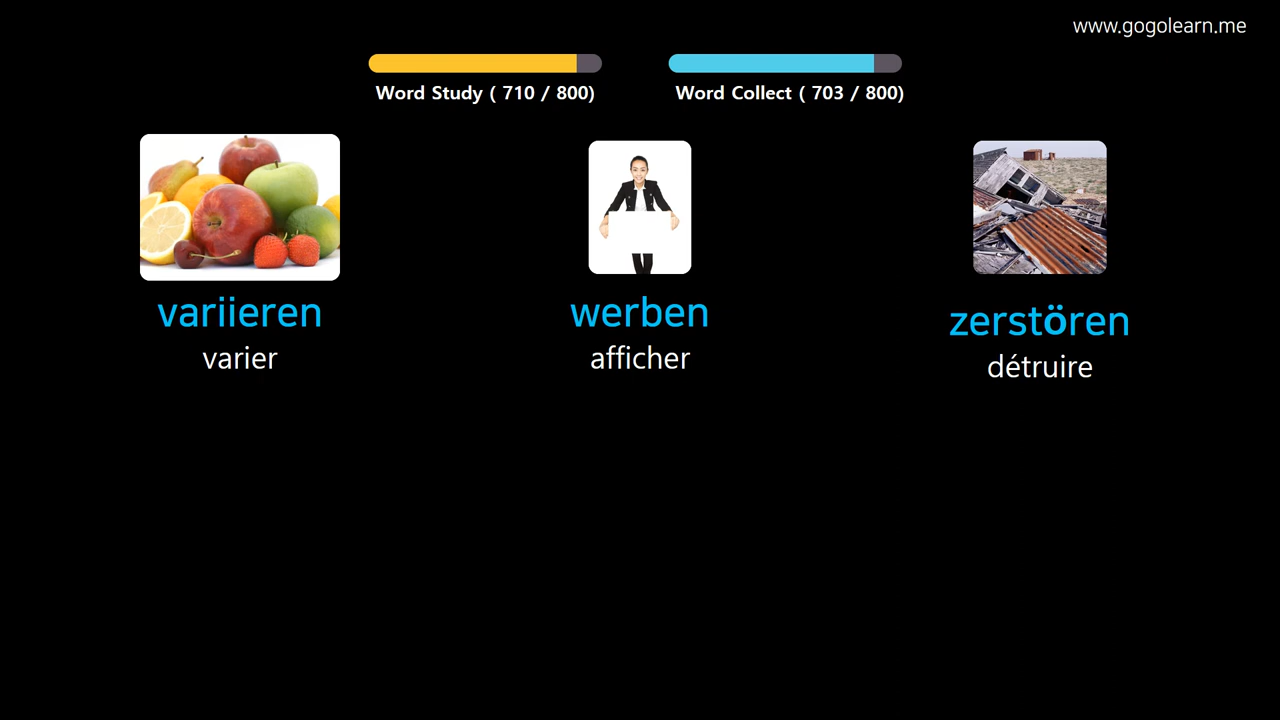 www.gogolearn.me
Word Study ( 710 / 800)
Word Collect ( 703 / 800)
variieren
varier
werben
afficher
zerstören
détruire